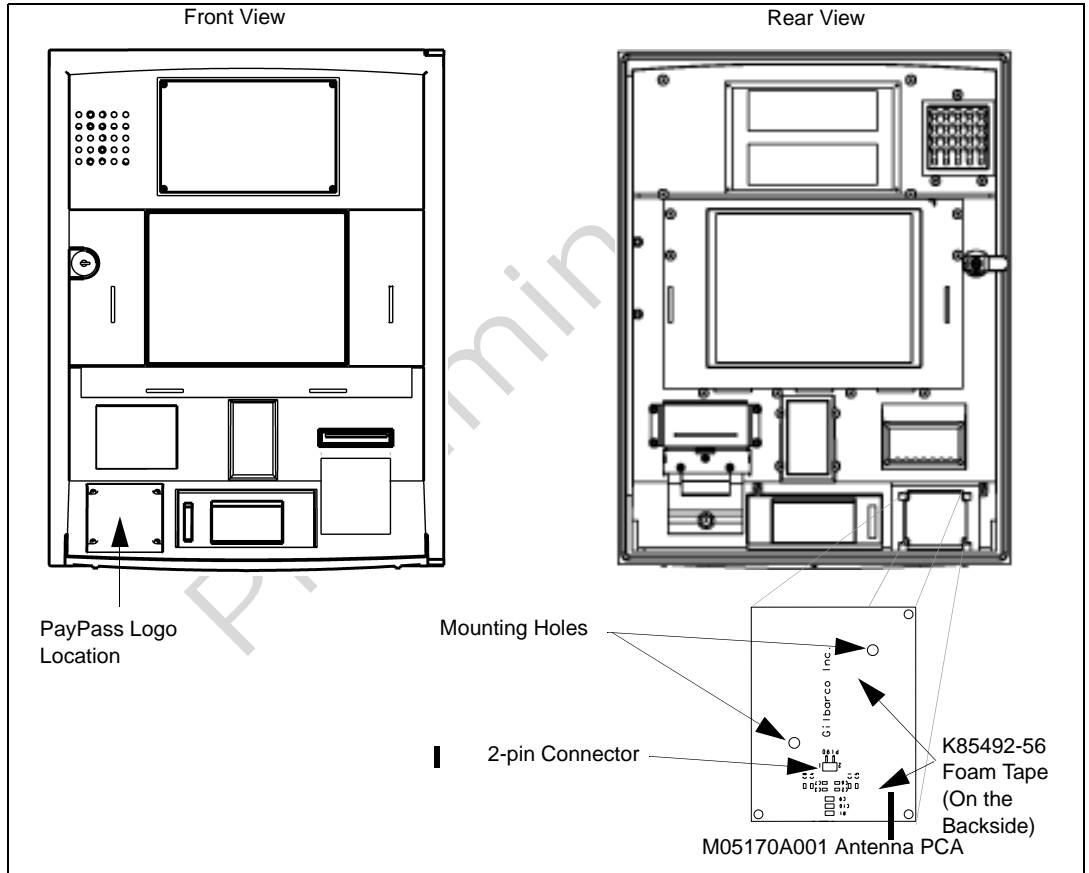 Front View
Rear View
PayPass Logo
Location
Mounting Holes
2-pin Connector
Gilbarco Inc.
P190
K85492-56
Foam Tape
(On the
Backside)
M05170A001 Antenna PCA